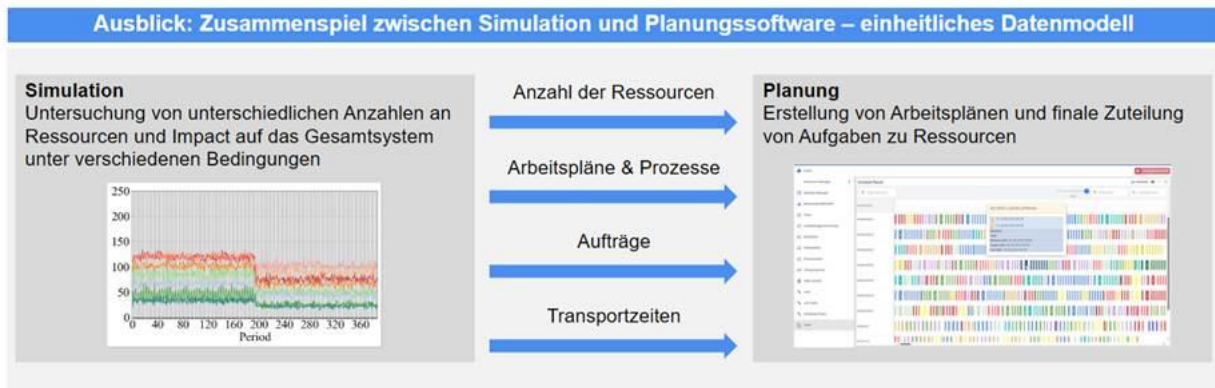 Ausblick: Zusammenspiel zwischen Simulation und Planungssoftware – einheitliches Datenmodell
Simulation
Untersuchung von unterschiedlichen Anzahlen an
Ressourcen und Impact auf das Gesamtsystem
unter verschiedenen Bedingungen
250
200
150
100
50
0
0 40 80 120 160 200 240 280 320 360
Period
Anzahl der Ressourcen
Arbeitspläne & Prozesse
Aufträge
Transportzeiten
Planung
Erstellung von Arbeitsplänen und finale Zuteilung
von Aufgaben zu Ressourcen